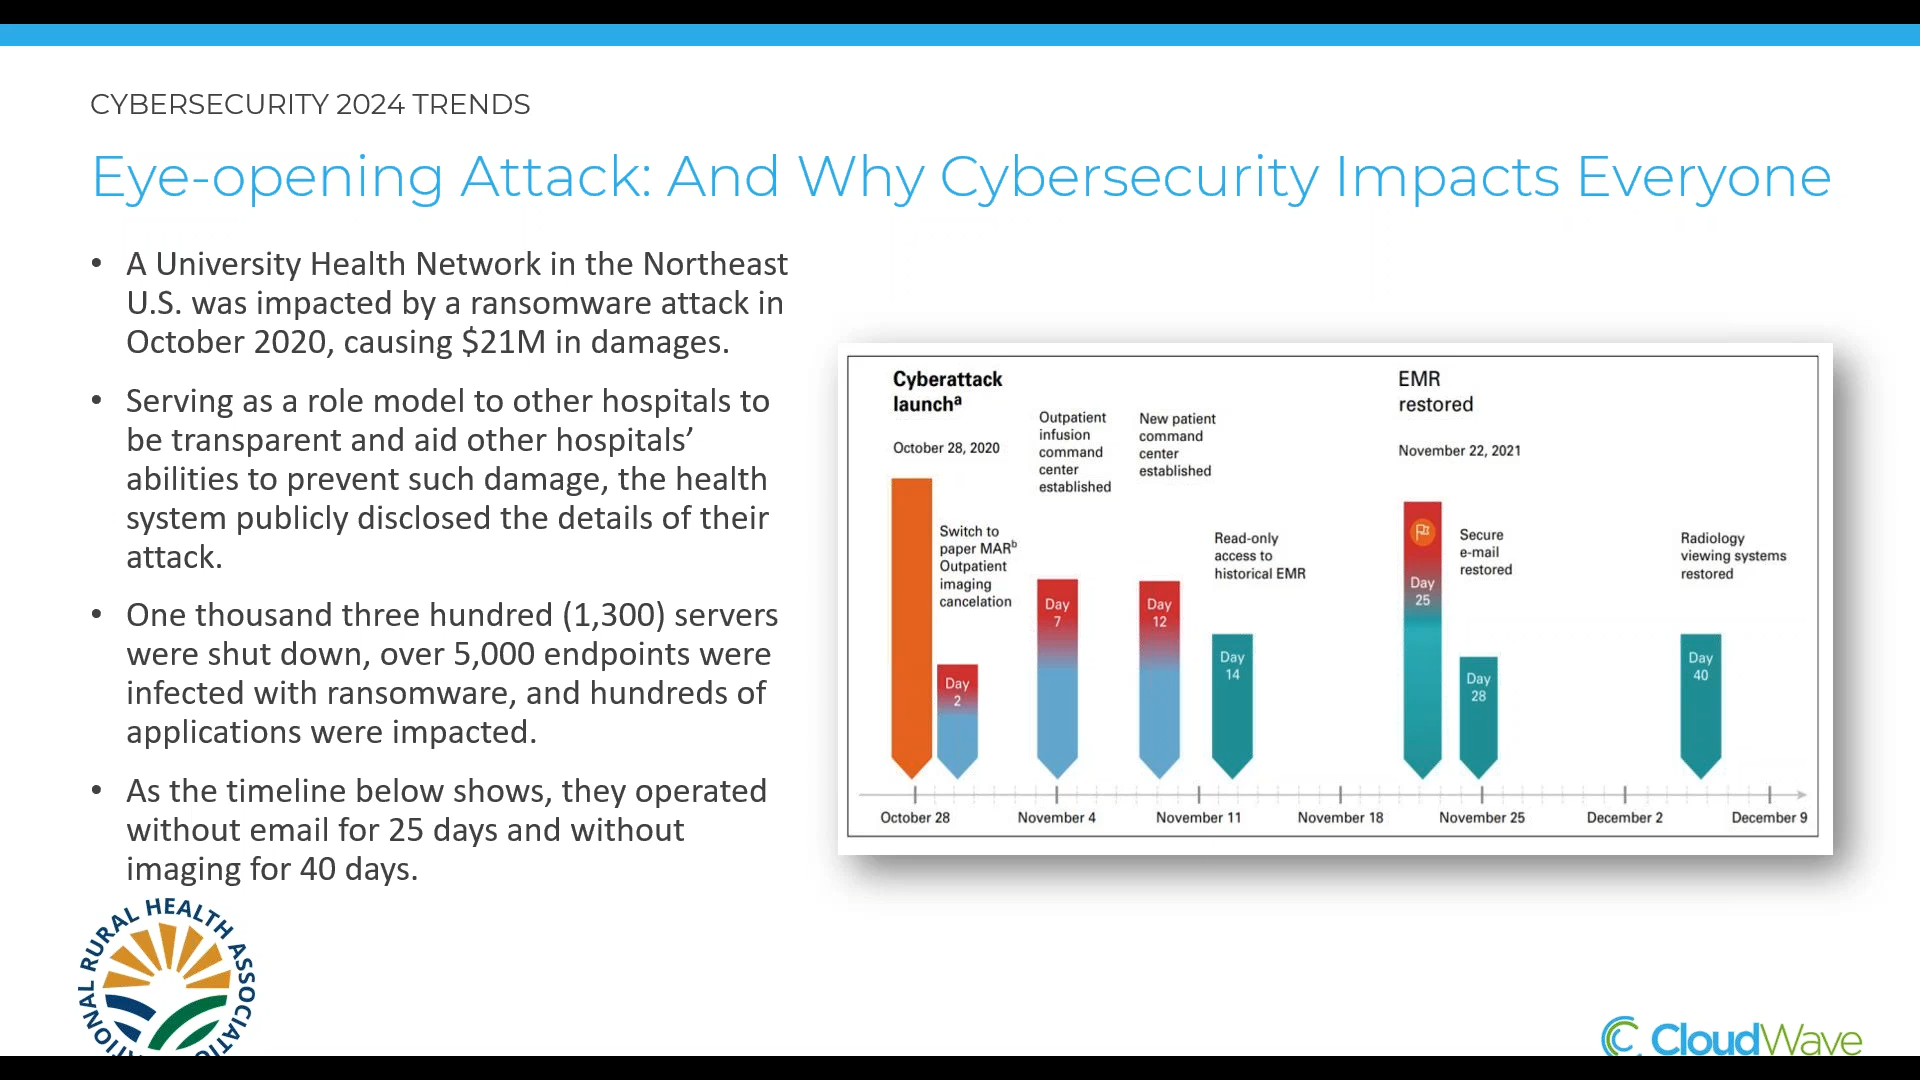 CYBERSECURITY 2024 TRENDS
Eye-opening Attack: And Why Cybersecurity Impacts Everyone
• A University Health Network in the Northeast
U.S. was impacted by a ransomware attack in
October 2020, causing $21M in damages.
• Serving as a role model to other hospitals to
be transparent and aid other hospitals’
abilities to prevent such damage, the health
system publicly disclosed the details of their
attack.
• One thousand three hundred (1,300) servers
were shut down, over 5,000 endpoints were
infected with ransomware, and hundreds of
applications were impacted.
• As the timeline below shows, they operated
without email for 25 days and without
imaging for 40 days.
Cyberattack
launchᵃ
October 28, 2020
Switch to
paper MARᵇ
Outpatient
imaging
cancelation
Day
2
Outpatient
infusion
command
center
established
Day
7
New patient
command
center
established
Day
12
Read-only
access to
historical EMR
Day
14
EMR
restored
November 22, 2021
Day
25
Secure
e-mail
restored
Day
28
Radiology
viewing systems
restored
Day
40
October 28
November 4
November 11
November 18
November 25
December 2
December 9
RURAL HEALTH
CloudWave